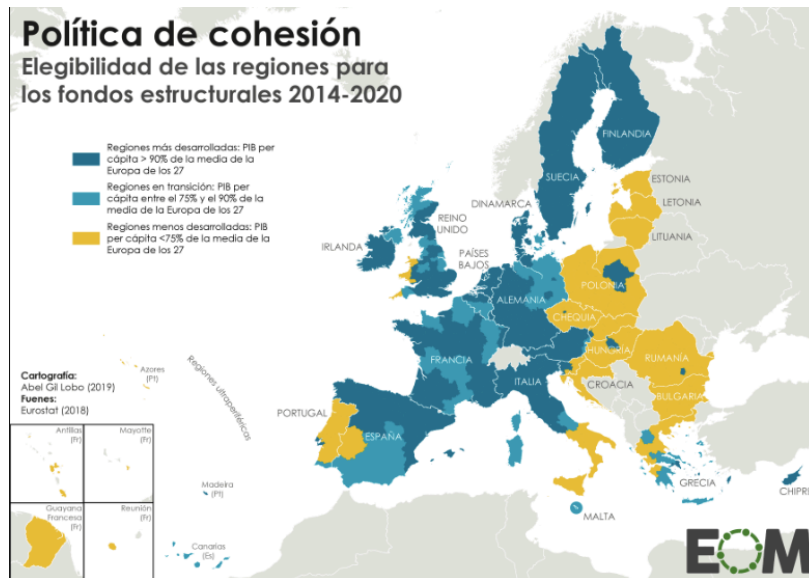 Política de cohesión
Elegibilidad de las regiones para
los fondos estructurales 2014-2020
Regiones más desarrolladas: PIB per
cápita > 90% de la media de la
Europa de los 27
Regiones en transición: PIB per
cápita entre el 75% y el 90% de la
media de la Europa de los 27
Regiones menos desarrolladas: PIB
per cápita <75% de la media de la
Europa de los 27
FINLANDIA
SUECIA
ESTONIA
LETONIA
LITUANIA
DINAMARCA
REINO
UNIDO
IRLANDA
PAÍSES
BAJOS
ALEMANIA
POLONIA
CHEQUIA
HUNGRÍA
RUMANÍA
FRANCIA
ITALIA
CROACIA
BULGARIA
PORTUGAL
ESPAÑA
GRECIA
MALTA
CHIPRE
Regiones ultraperiféricas
Azores
(Pt)
Madeira
(Pt)
Canarias
(Es)
Cartografía:
Abel Gil Lobo (2019)
Fuenes:
Eurostat (2018)
Antillas
(Fr)
Mayotte
(Fr)
Guayana
Francesa
(Fr)
Reunión
(Fr)
EOM